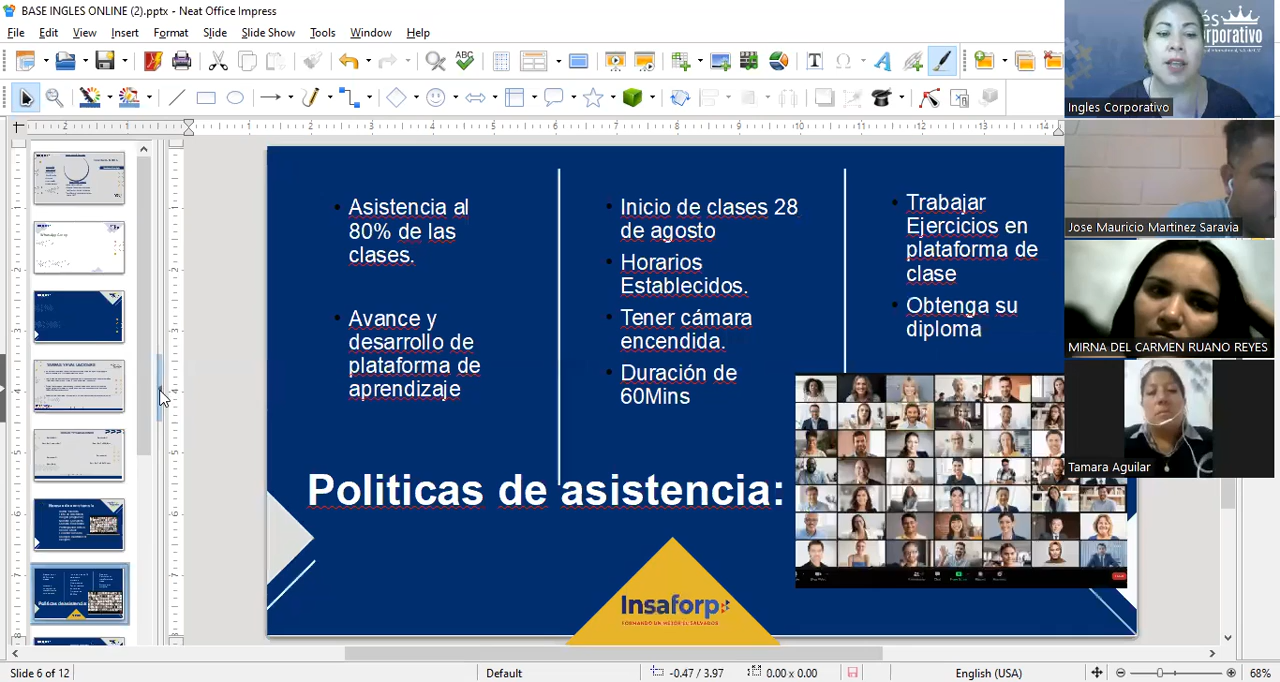 BASE INGLES ONLINE (2).pptx - Neat Office Impress
File Edit View Insert Format Slide Slide Show Tools Window Help
Asistencia al
80% de las
clases.
Avance y
desarrollo de
plataforma de
aprendizaje
Inicio de clases 28
de agosto
Horarios
Establecidos.
Tener cámara
encendida.
Duración de
60Mins
Trabajar
Ejercicios en
plataforma de
clase
Obtenga su
diploma
Politicas de asistencia:
Insaforp
FORMANDO UN MEJOR EL SALVADOR
Ingles Corporativo
Jose Mauricio Martinez Saravia
MIRNA DEL CARMEN RUANO REYES
Tamara Aguilar
Slide 6 of 12
Default
-0.47 / 3.97
0.00 x 0.00
English (USA)
68%